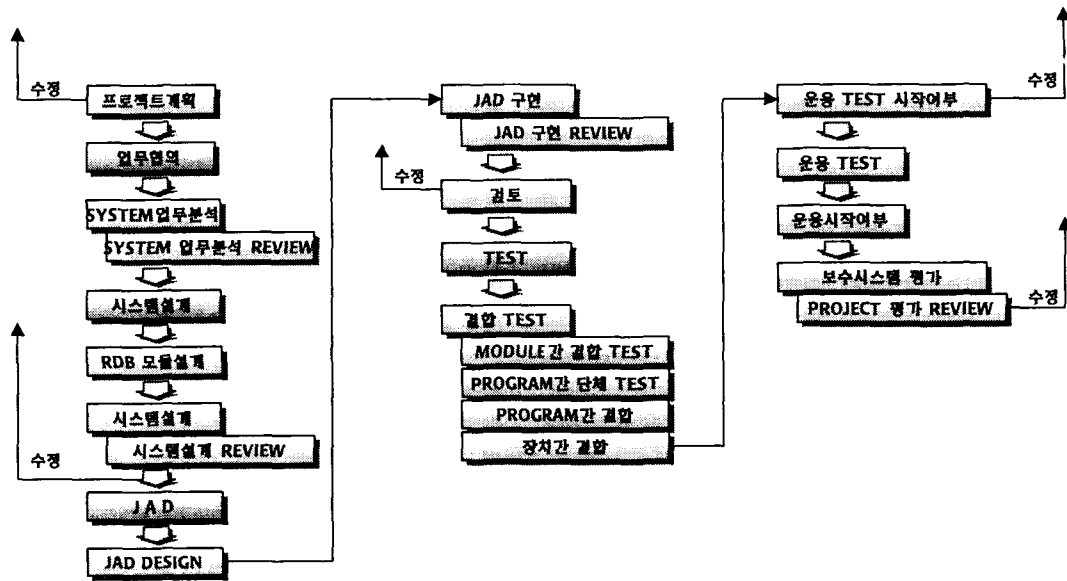 수정
프로젝트계획
업무협의
SYSTEM업무분석
SYSTEM 업무분석 REVIEW
시스템설계
RDB 모듈설계
시스템설계
시스템설계 REVIEW
수정
J A D
JAD DESIGN
JAD 구현
JAD 구현 REVIEW
수정
검토
TEST
결합 TEST
MODULE간 결합 TEST
PROGRAM간 단체 TEST
PROGRAM간 결합
장치간 결합
운용 TEST 시작여부
수정
운용 TEST
운용시작여부
보수시스템 평가
PROJECT 평가 REVIEW
수정